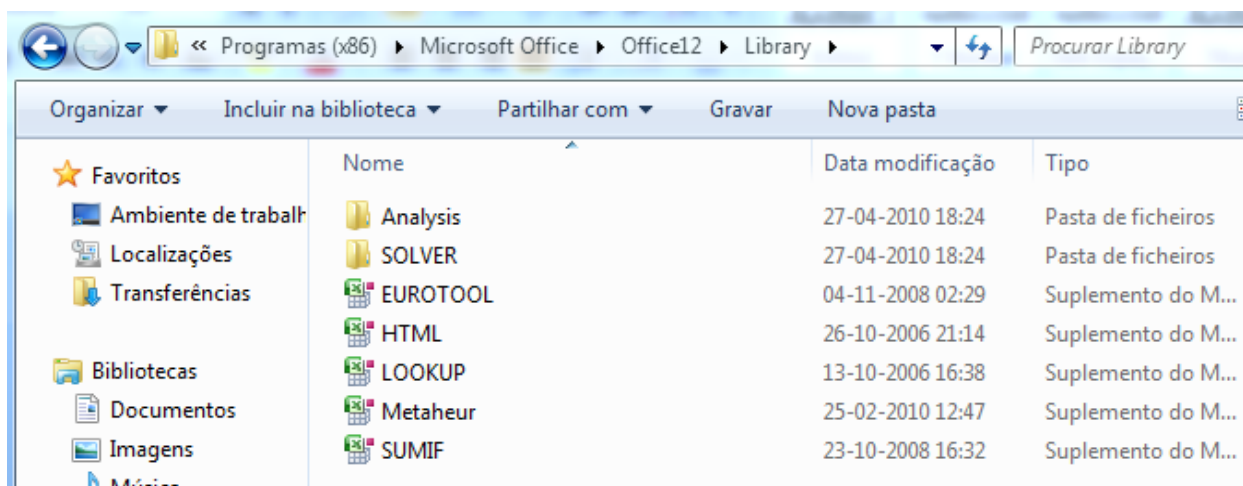 « Programas (x86) ▸ Microsoft Office ▸ Office12 ▸ Library ▸ Procurar Library
Organizar ▾ Incluir na biblioteca ▾ Partilhar com ▾ Gravar Nova pasta
Nome Data modificação Tipo
Favoritos
Ambiente de trabalh
Localizações
Transferências
Bibliotecas
Documentos
Imagens
Música
Analysis 27-04-2010 18:24 Pasta de ficheiros
SOLVER 27-04-2010 18:24 Pasta de ficheiros
EUROTOOL 04-11-2008 02:29 Suplemento do M...
HTML 26-10-2006 21:14 Suplemento do M...
LOOKUP 13-10-2006 16:38 Suplemento do M...
Metaheur 25-02-2010 12:47 Suplemento do M...
SUMIF 23-10-2008 16:32 Suplemento do M...